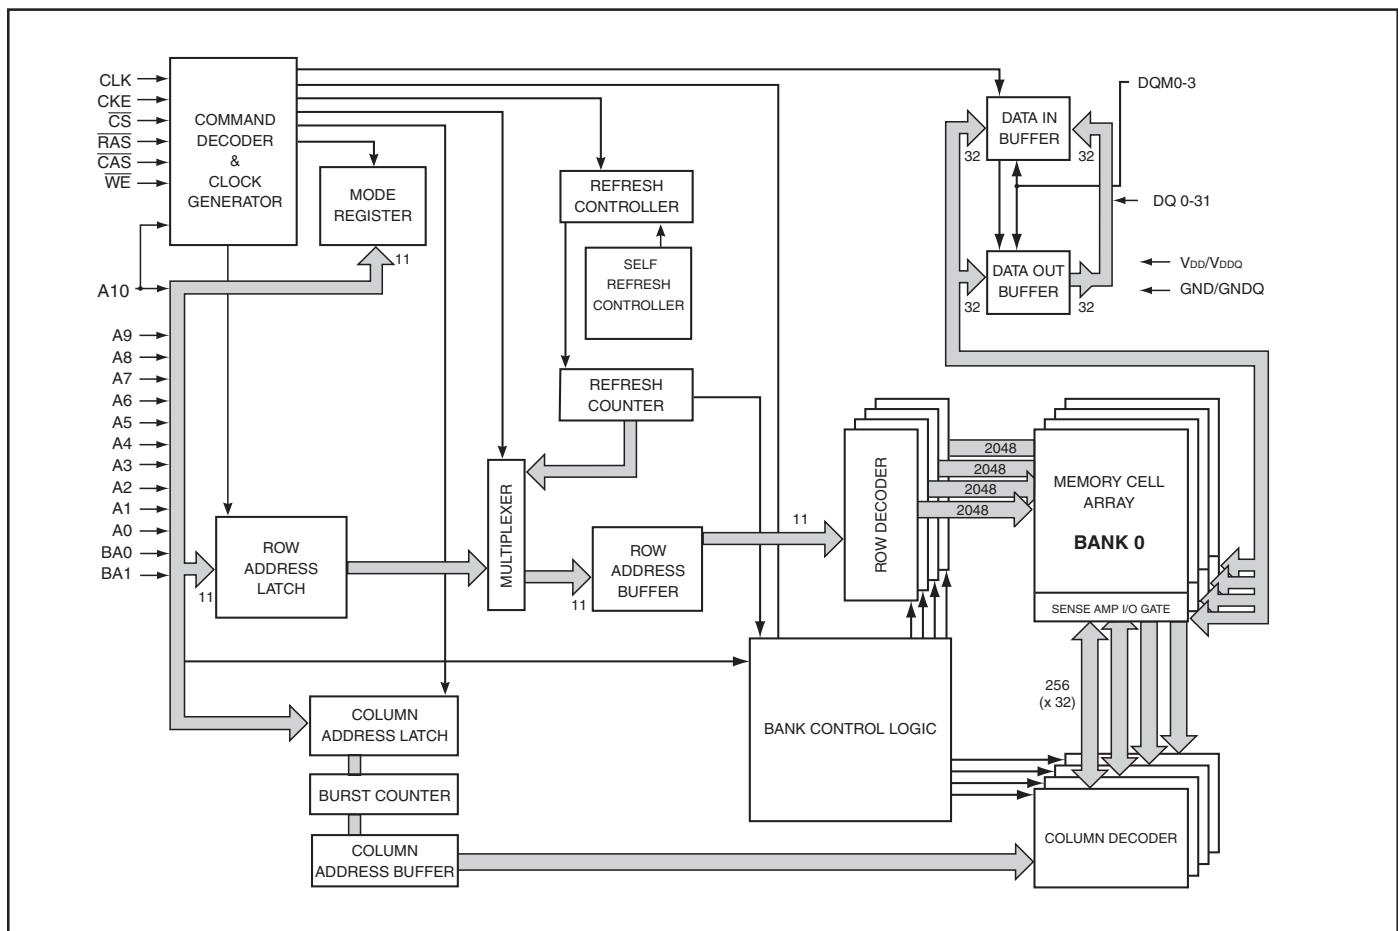 CLK
CKE
C̅S̅
R̅A̅S̅
C̅A̅S̅
W̅E̅
A10
A9
A8
A7
A6
A5
A4
A3
A2
A1
A0
BA0
BA1
COMMAND
DECODER
&
CLOCK
GENERATOR
MODE
REGISTER
11
REFRESH
CONTROLLER
SELF
REFRESH
CONTROLLER
REFRESH
COUNTER
DATA IN
BUFFER
32
32
DQM0-3
DQ 0-31
DATA OUT
BUFFER
32
32
VDD/VDDQ
GND/GNDQ
11
ROW
ADDRESS
LATCH
MULTIPLEXER
11
ROW
ADDRESS
BUFFER
11
ROW DECODER
2048
2048
2048
2048
MEMORY CELL
ARRAY
BANK 0
SENSE AMP I/O GATE
256
(x 32)
COLUMN
ADDRESS LATCH
BURST COUNTER
COLUMN
ADDRESS BUFFER
BANK CONTROL LOGIC
COLUMN DECODER